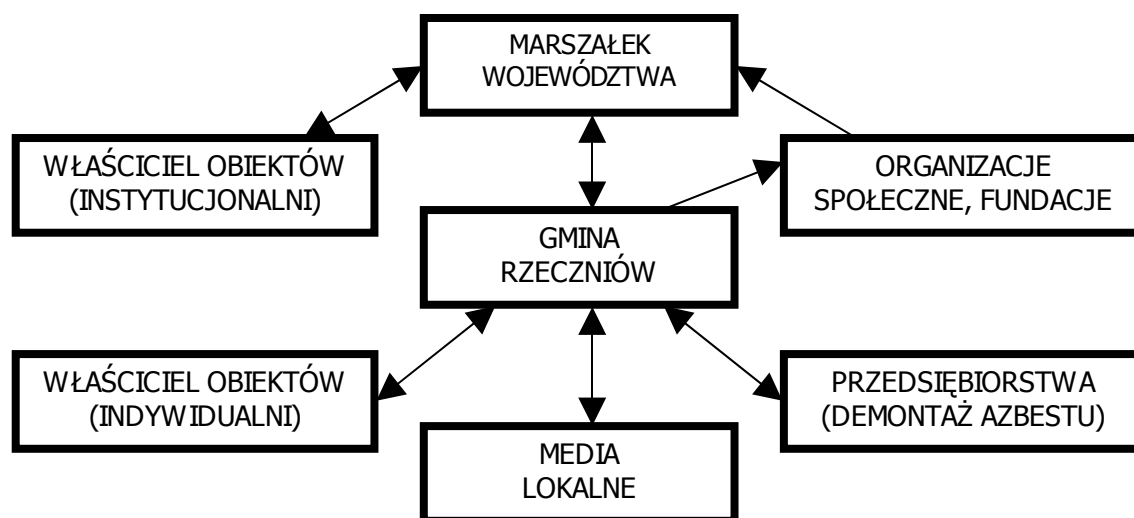 MARSZAŁEK
WOJEWÓDZTWA
WŁAŚCICIEL OBIEKTÓW
(INSTYTUCJONALNI)
ORGANIZACJE
SPOŁECZNE, FUNDACJE
GMINA
RZECZNIÓW
WŁAŚCICIEL OBIEKTÓW
(INDYWIDUALNI)
PRZEDSIĘBIORSTWA
(DEMONTAŻ AZBESTU)
MEDIA
LOKALNE